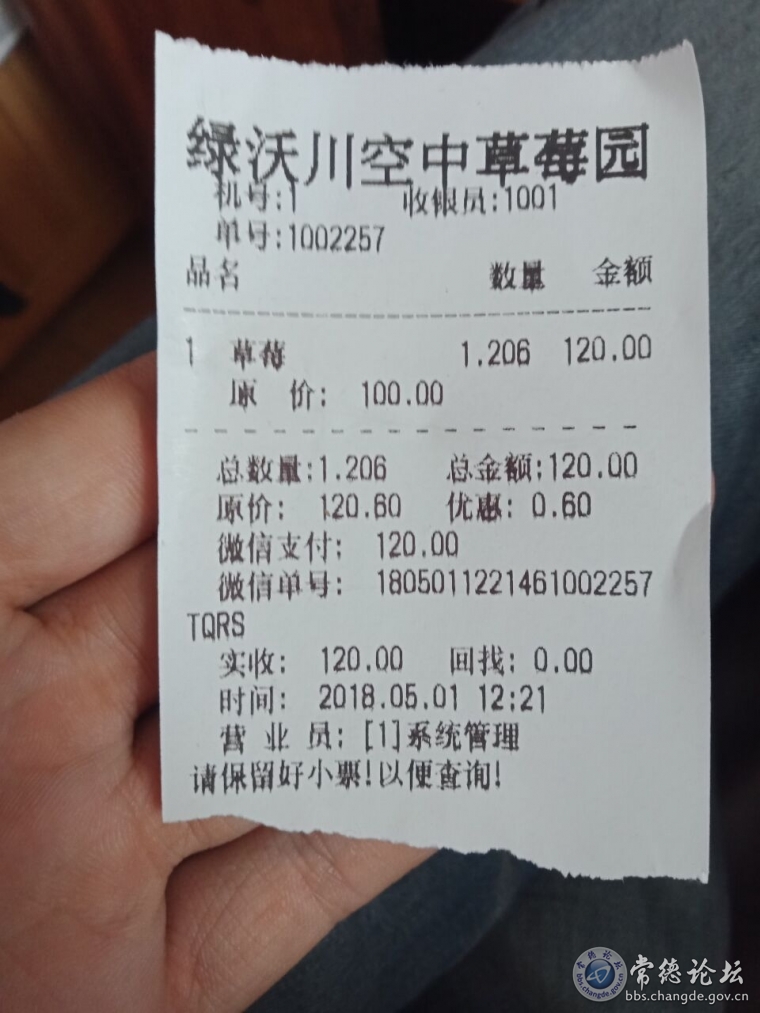 绿沃川空中草莓园
机号:1 收银员:1001
单号:1002257
品名 数量 金额
1 草莓 1.206 120.00
原 价: 100.00
总数量:1.206 总金额:120.00
原价: 120.60 优惠: 0.60
微信支付: 120.00
微信单号: 1805011221461002257
TQRS
实收: 120.00 回找: 0.00
时间: 2018.05.01 12:21
营 业 员: [1]系统管理
请保留好小票!以便查询!
常德论坛
bbs.changde.gov.cn